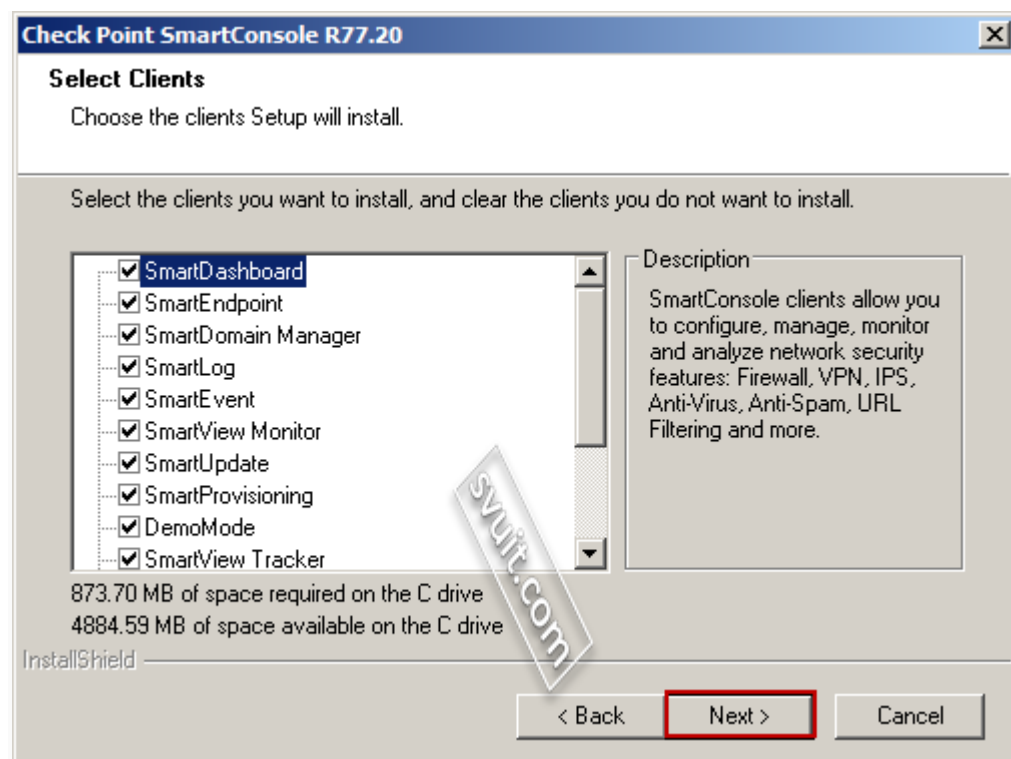 Check Point SmartConsole R77.20
Select Clients
Choose the clients Setup will install.
Select the clients you want to install, and clear the clients you do not want to install.
SmartDashboard
SmartEndpoint
SmartDomain Manager
SmartLog
SmartEvent
SmartView Monitor
SmartUpdate
SmartProvisioning
DemoMode
SmartView Tracker
Description
SmartConsole clients allow you
to configure, manage, monitor
and analyze network security
features: Firewall, VPN, IPS,
Anti-Virus, Anti-Spam, URL
Filtering and more.
873.70 MB of space required on the C drive
4884.59 MB of space available on the C drive
svuit.com
InstallShield
< Back
Next >
Cancel